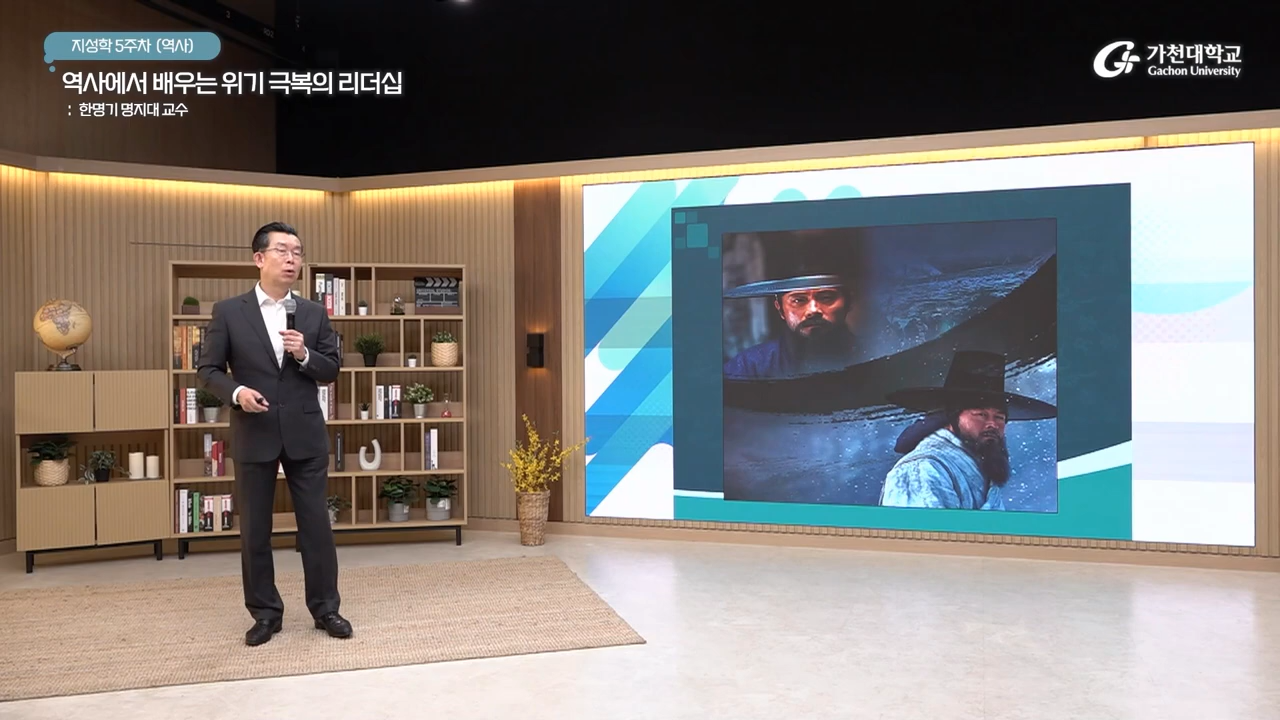 지성학 5주차 (역사)
역사에서 배우는 위기 극복의 리더십
: 한명기 명지대 교수
가천대학교
Gachon University